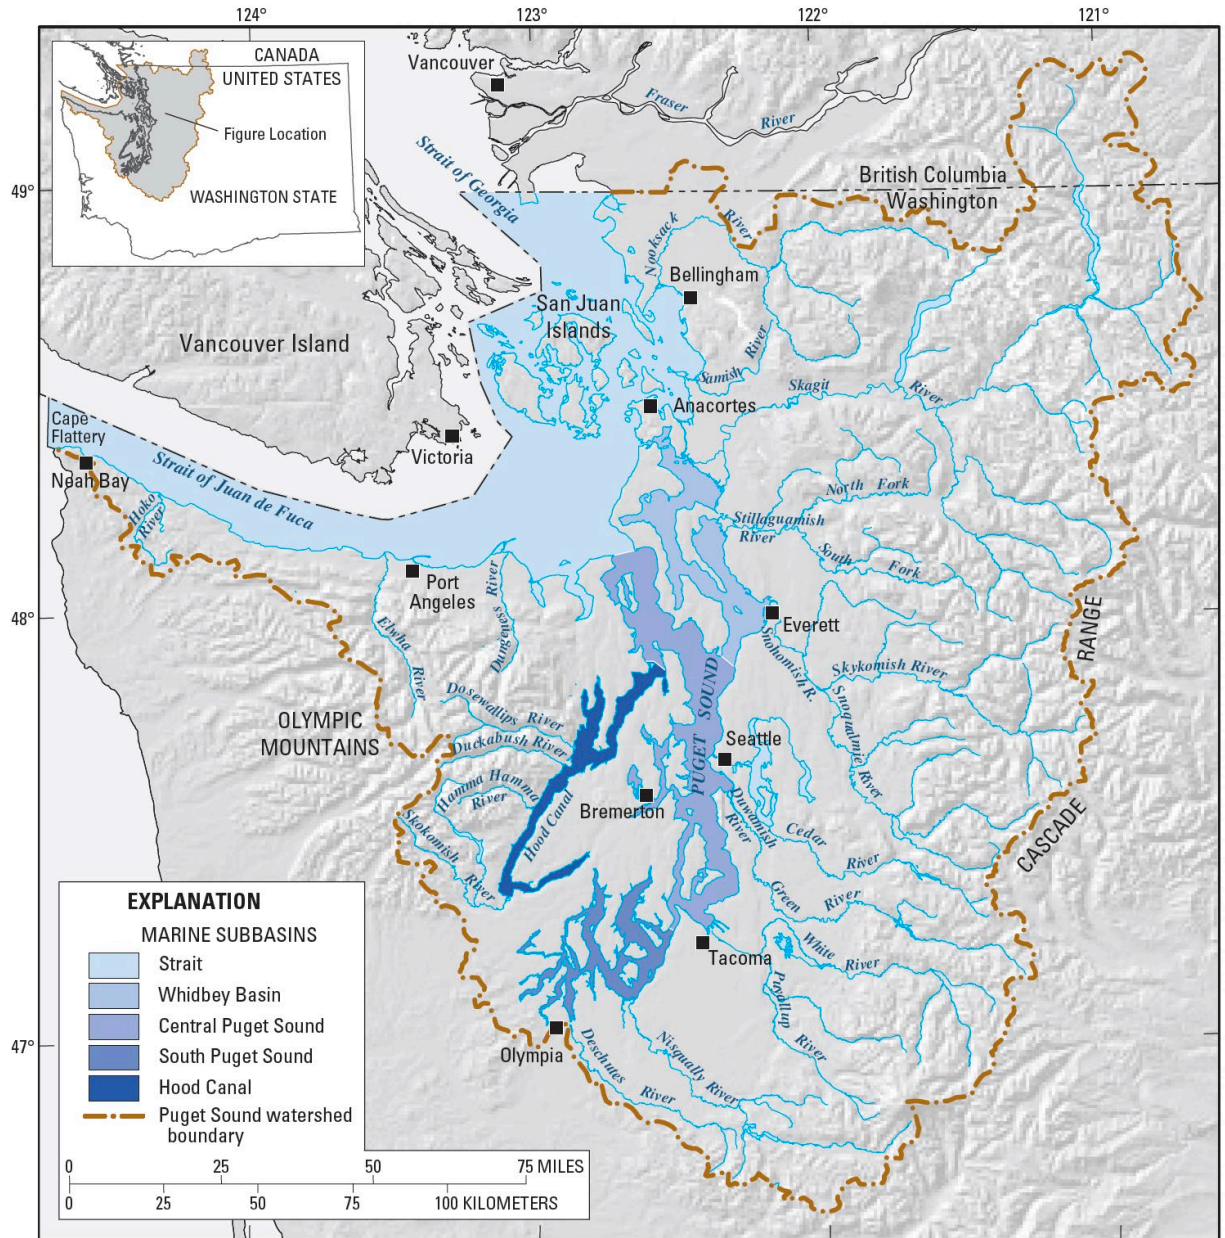 124°
123°
122°
121°
CANADA
UNITED STATES
Figure Location
WASHINGTON STATE
Vancouver
Fraser
River
Strait of Georgia
49°
British Columbia
Washington
Nooksack
River
Bellingham
San Juan
Islands
Vancouver Island
Samish
River
Skagit
River
Anacortes
Cape
Flattery
Neah Bay
Victoria
Strait of Juan de Fuca
Hoko
River
North Fork
Stillaguamish
River
South
Fork
Port
Angeles
Dungeness
River
48°
Everett
Elwha
River
Snohomish R.
Skykomish River
RANGE
Dosewallips River
Snoqualmie River
OLYMPIC
MOUNTAINS
Duckabush River
PUGET SOUND
Seattle
Hamma Hamma
River
Bremerton
Hood Canal
Duwamish
River
Cedar
River
CASCADE
Skokomish
River
Green
River
White
River
Tacoma
Puyallup
River
47°
Olympia
Nisqually River
Deschutes
River
EXPLANATION
MARINE SUBBASINS
Strait
Whidbey Basin
Central Puget Sound
South Puget Sound
Hood Canal
Puget Sound watershed
boundary
0
25
50
75 MILES
0
25
50
75
100 KILOMETERS